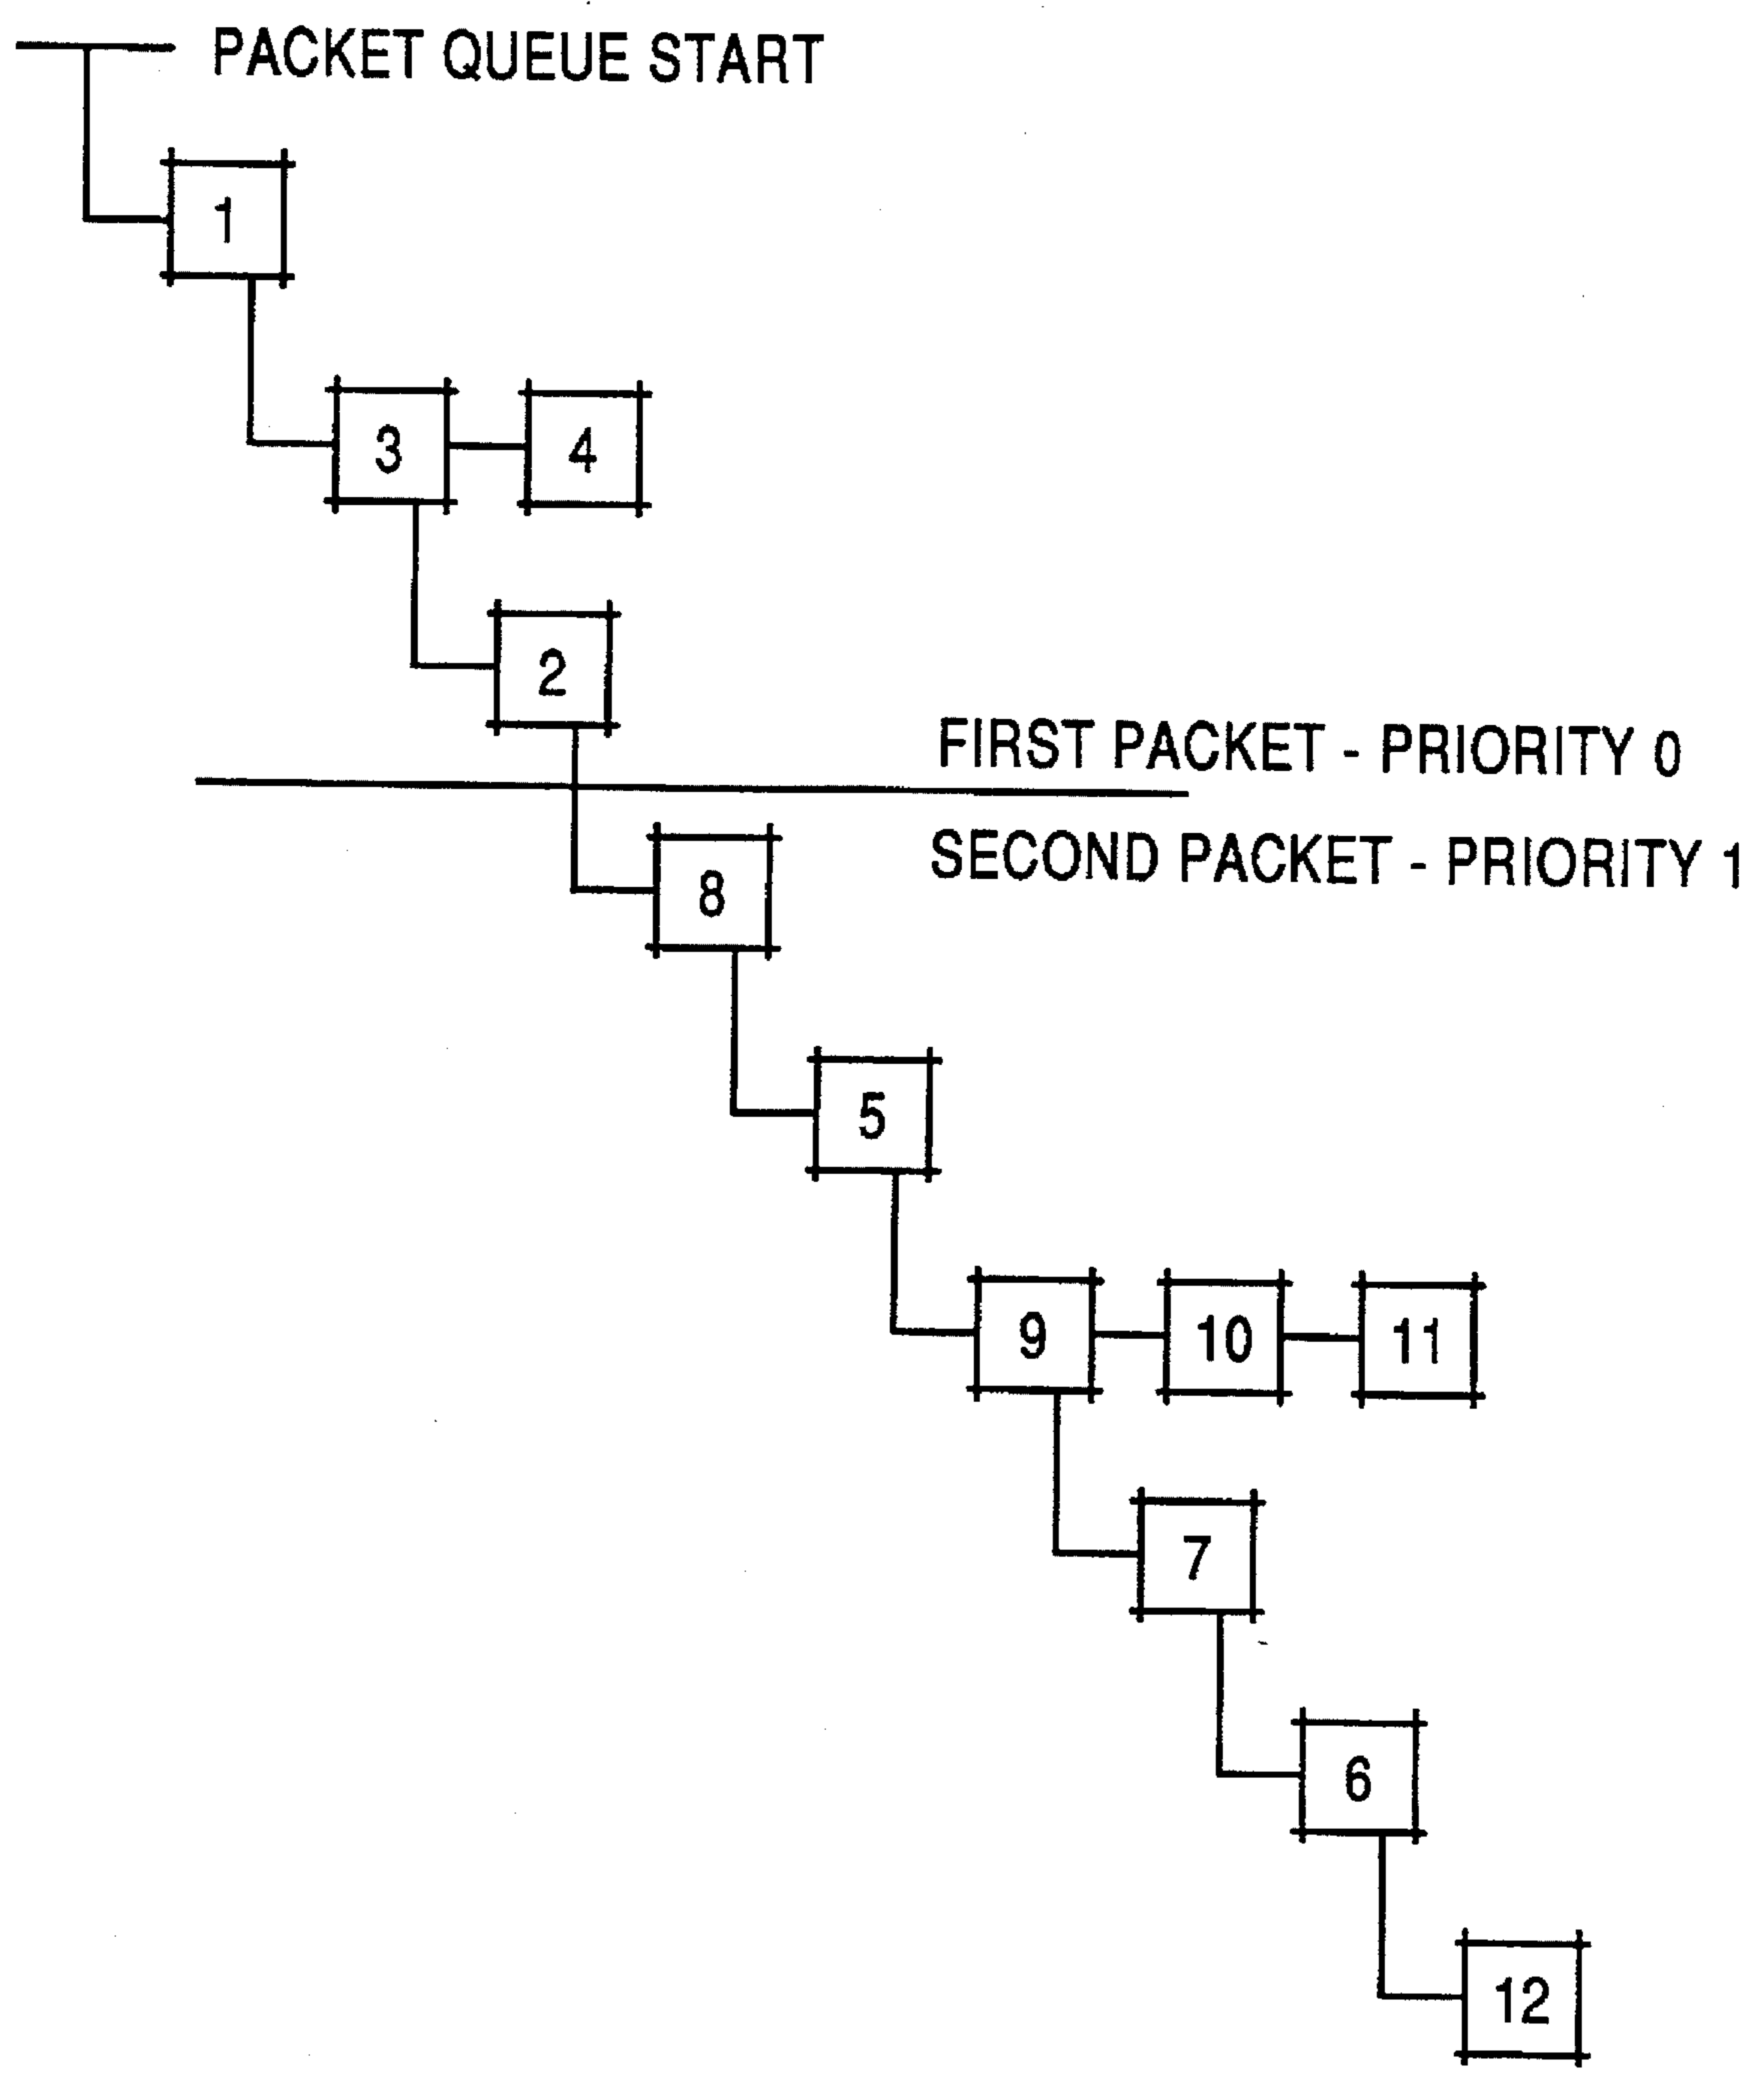 PACKET QUEUE START
1
3 4
2
FIRST PACKET - PRIORITY 0
SECOND PACKET - PRIORITY 1
8
5
9 10 11
7
6
12